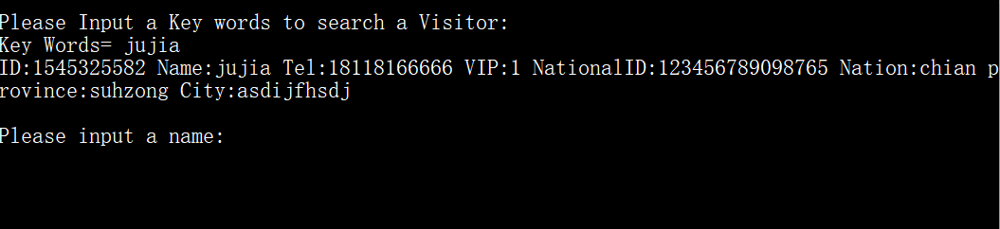 Please Input a Key words to search a Visitor:
Key Words= jujia
ID:1545325582 Name:jujia Tel:18118166666 VIP:1 NationalID:123456789098765 Nation:chian p
rovince:suhzong City:asdijfhsdj
Please input a name: